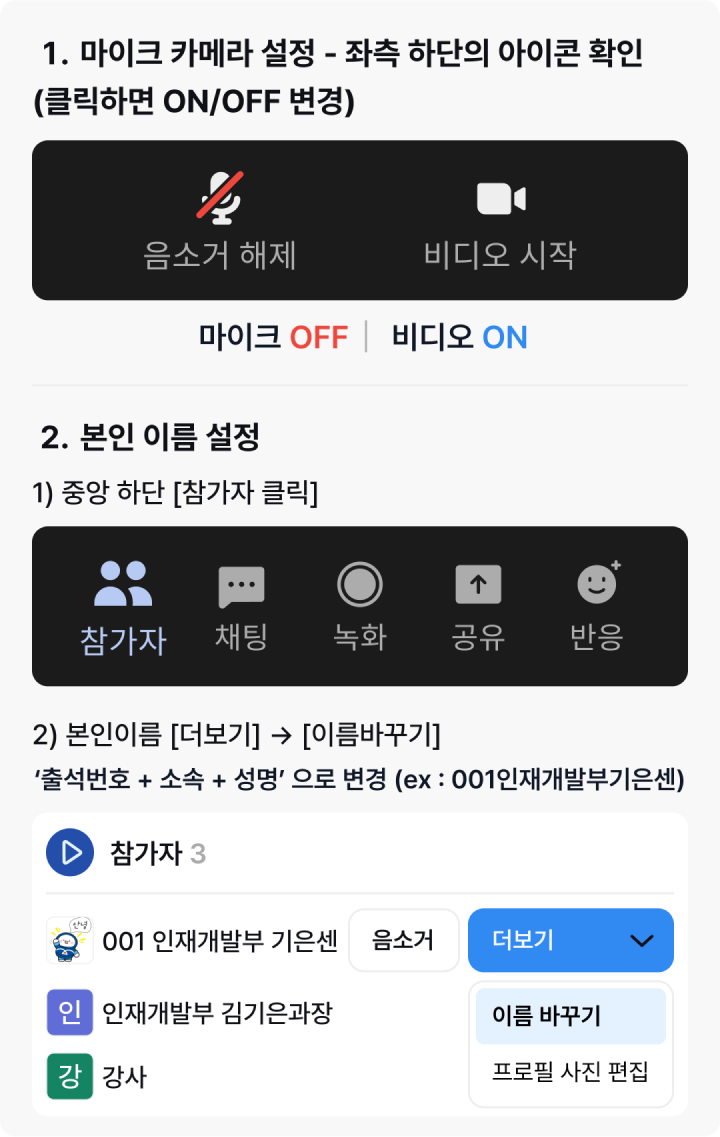 1. 마이크 카메라 설정 - 좌측 하단의 아이콘 확인
(클릭하면 ON/OFF 변경)
음소거 해제 비디오 시작
마이크 OFF | 비디오 ON
2. 본인 이름 설정
1) 중앙 하단 [참가자 클릭]
참가자 채팅 녹화 공유 반응
2) 본인이름 [더보기] → [이름바꾸기]
‘출석번호 + 소속 + 성명’ 으로 변경 (ex : 001인재개발부기은센)
참가자 3
안녕
001 인재개발부 기은센 음소거 더보기
인 인재개발부 김기은과장
이름 바꾸기
강 강사
프로필 사진 편집